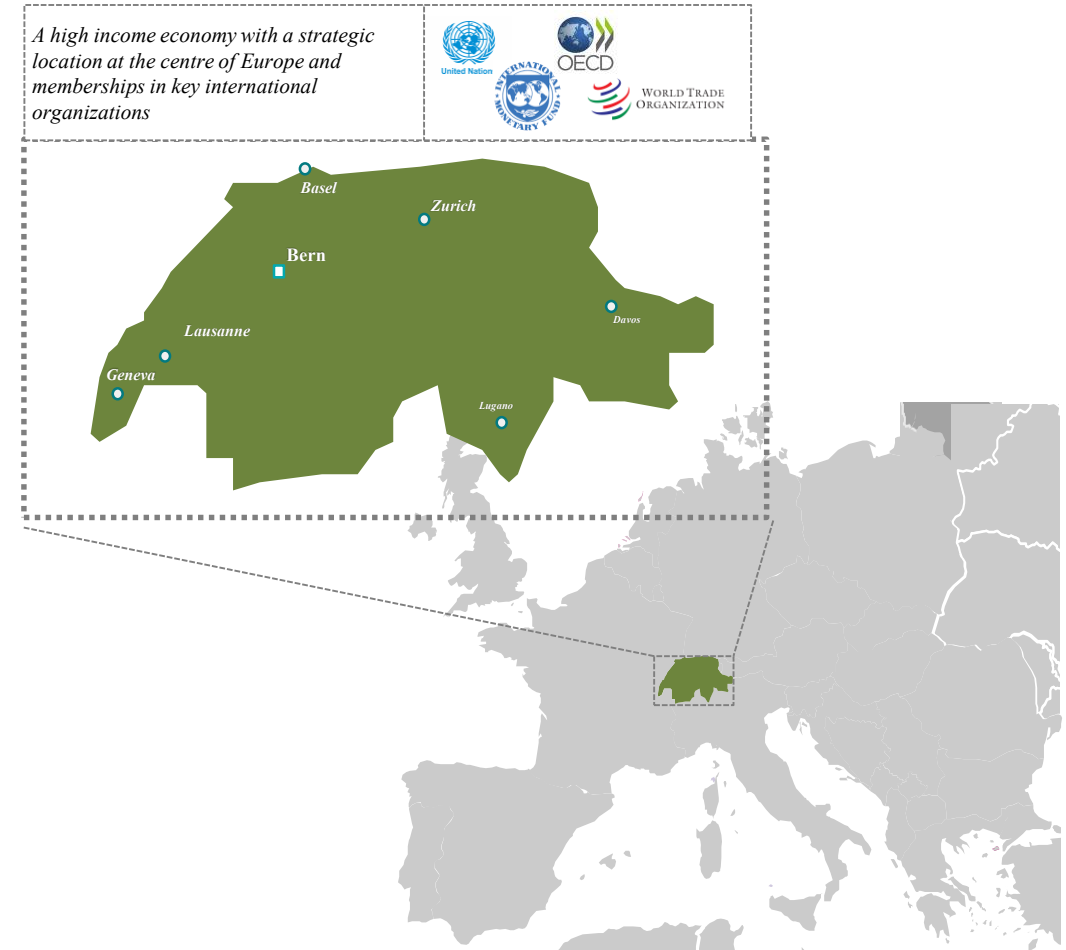 A high income economy with a strategic
location at the centre of Europe and
memberships in key international
organizations
United Nation
OECD
INTERNATIONAL MONETARY FUND
WORLD TRADE
ORGANIZATION
Basel
Zurich
Bern
Davos
Lausanne
Geneva
Lugano